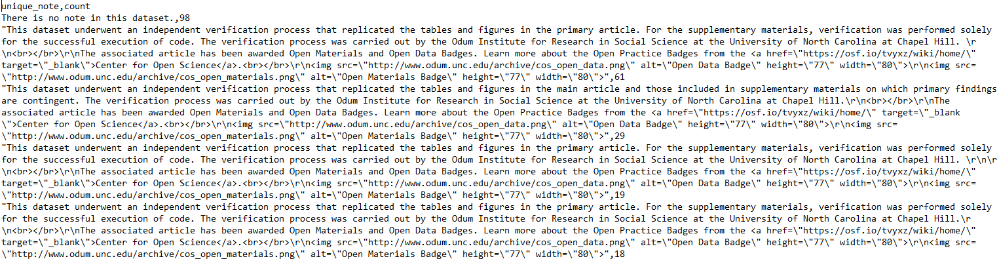 unique_note,count
There is no note in this dataset.,98
"This dataset underwent an independent verification process that replicated the tables and figures in the primary article. For the supplementary materials, verification was performed solely
for the successful execution of code. The verification process was carried out by the Odum Institute for Research in Social Science at the University of North Carolina at Chapel Hill. \r
\n<br></br>\r\nThe associated article has been awarded Open Materials and Open Data Badges. Learn more about the Open Practice Badges from the <a href=\"https://osf.io/tvyxz/wiki/home/\"
target=\"_blank\">Center for Open Science</a>.<br></br>\r\n<img src=\"http://www.odum.unc.edu/archive/cos_open_data.png\" alt=\"Open Data Badge\" height=\"77\" width=\"80\">\r\n<img src=
\"http://www.odum.unc.edu/archive/cos_open_materials.png\" alt=\"Open Materials Badge\" height=\"77\" width=\"80\">",61
"This dataset underwent an independent verification process that replicated the tables and figures in the main article and those included in supplementary materials on which primary findings
are contingent. The verification process was carried out by the Odum Institute for Research in Social Science at the University of North Carolina at Chapel Hill.\r\n<br></br>\r\nThe
associated article has been awarded Open Materials and Open Data Badges. Learn more about the Open Practice Badges from the <a href=\"https://osf.io/tvyxz/wiki/home/\" target=\"_blank
\">Center for Open Science</a>.<br></br>\r\n<img src=\"http://www.odum.unc.edu/archive/cos_open_data.png\" alt=\"Open Data Badge\" height=\"77\" width=\"80\">\r\n<img src=
\"http://www.odum.unc.edu/archive/cos_open_materials.png\" alt=\"Open Materials Badge\" height=\"77\" width=\"80\">",29
"This dataset underwent an independent verification process that replicated the tables and figures in the primary article. For the supplementary materials, verification was performed solely
for the successful execution of code. The verification process was carried out by the Odum Institute for Research in Social Science at the University of North Carolina at Chapel Hill. \r\n\r
\n<br></br>\r\nThe associated article has been awarded Open Materials and Open Data Badges. Learn more about the Open Practice Badges from the <a href=\"https://osf.io/tvyxz/wiki/home/\"
target=\"_blank\">Center for Open Science</a>.<br></br>\r\n<img src=\"http://www.odum.unc.edu/archive/cos_open_data.png\" alt=\"Open Data Badge\" height=\"77\" width=\"80\">\r\n<img src=
\"http://www.odum.unc.edu/archive/cos_open_materials.png\" alt=\"Open Materials Badge\" height=\"77\" width=\"80\">",19
"This dataset underwent an independent verification process that replicated the tables and figures in the primary article. For the supplementary materials, verification was performed solely
for the successful execution of code. The verification process was carried out by the Odum Institute for Research in Social Science at the University of North Carolina at Chapel Hill.\r
\n<br></br>\r\nThe associated article has been awarded Open Materials and Open Data Badges. Learn more about the Open Practice Badges from the <a href=\"https://osf.io/tvyxz/wiki/home/\"
target=\"_blank\">Center for Open Science</a>.<br></br>\r\n<img src=\"http://www.odum.unc.edu/archive/cos_open_data.png\" alt=\"Open Data Badge\" height=\"77\" width=\"80\">\r\n<img src=
\"http://www.odum.unc.edu/archive/cos_open_materials.png\" alt=\"Open Materials Badge\" height=\"77\" width=\"80\">",18